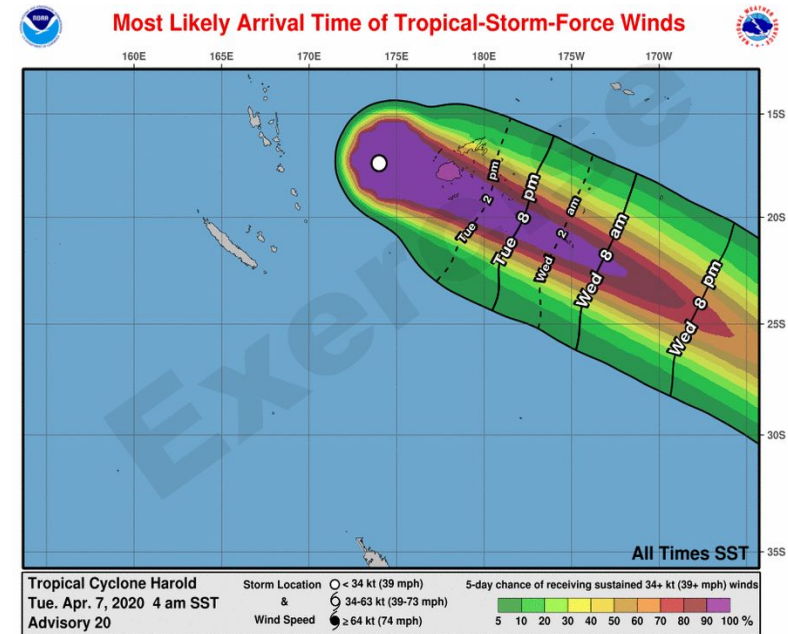 NOAA
Most Likely Arrival Time of Tropical-Storm-Force Winds
160E 165E 170E 175E 180E 175W 170W
15S
20S
25S
30S
35S
Exercise
Tue 2 pm
Tue 8 pm
Wed 2 am
Wed 8 am
Wed 8 pm
All Times SST
Tropical Cyclone Harold
Tue. Apr. 7, 2020 4 am SST
Advisory 20
Storm Location
&
Wind Speed
< 34 kt (39 mph)
34-63 kt (39-73 mph)
≥ 64 kt (74 mph)
5-day chance of receiving sustained 34+ kt (39+ mph) winds
5 10 20 30 40 50 60 70 80 90 100 %